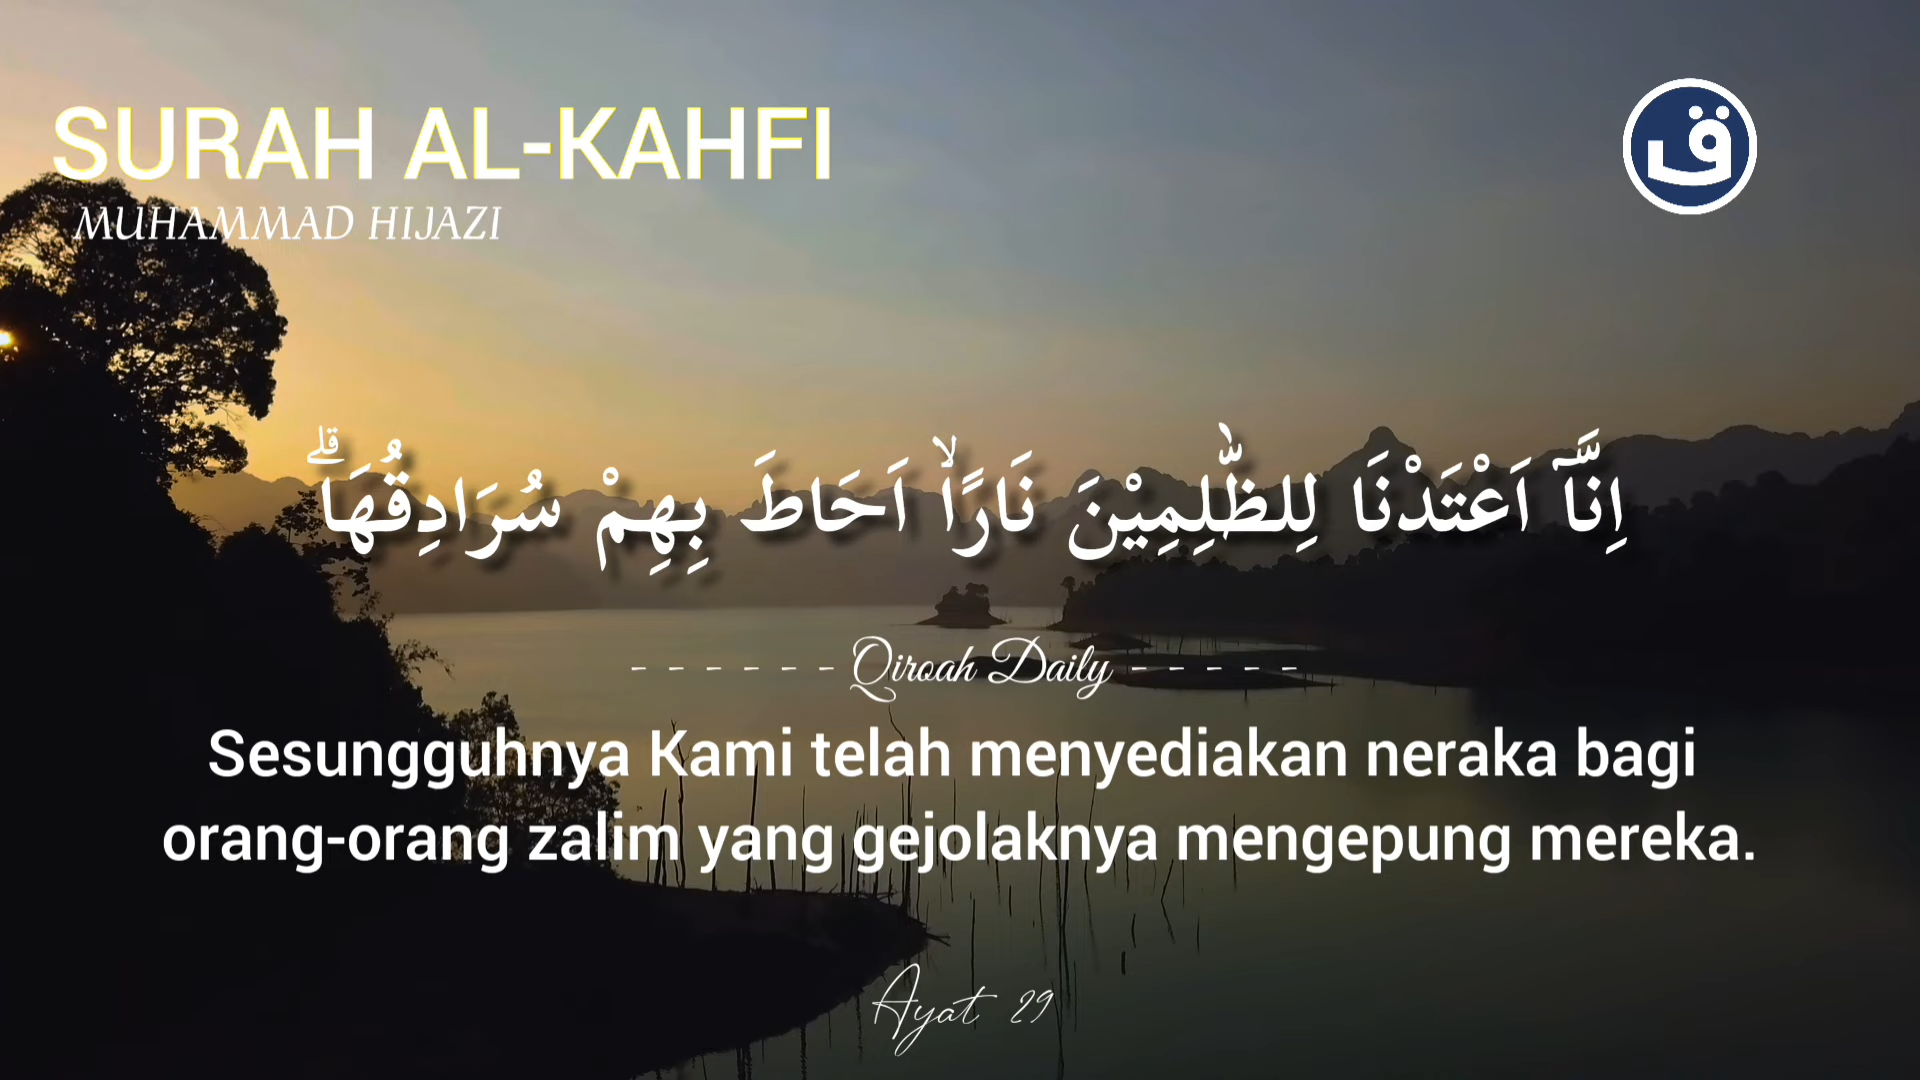 SURAH AL-KAHFI
MUHAMMAD HIJAZI
ق
اِنَّآ اَعْتَدْنَا لِلظّٰلِمِيْنَ نَارًاۙ اَحَاطَ بِهِمْ سُرَادِقُهَاۗ
------ Qiroah Daily -----
Sesungguhnya Kami telah menyediakan neraka bagi
orang-orang zalim yang gejolaknya mengepung mereka.
Ayat 29